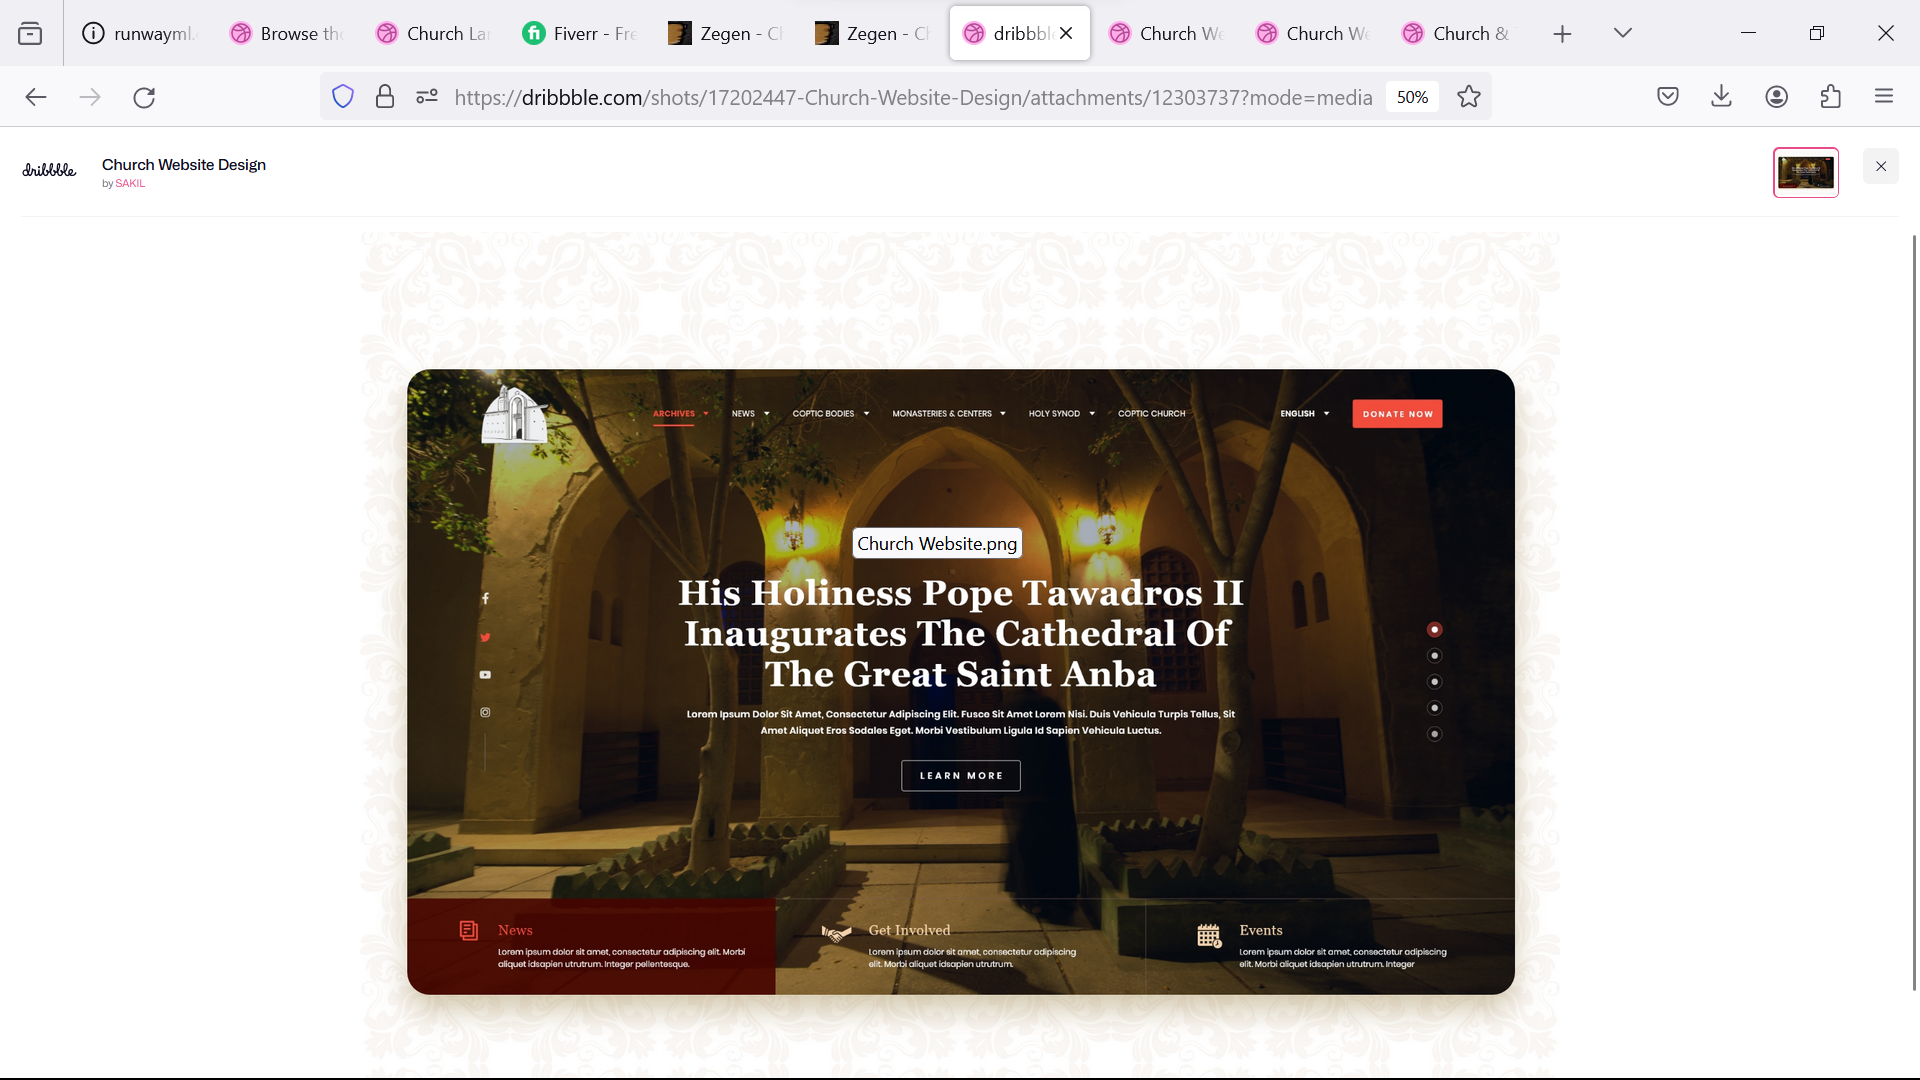 runwayml.
Browse the
Church Lan
Fiverr - Fre
Zegen - Ch
Zegen - Ch
dribbble
Church We
Church We
Church & T
https://dribbble.com/shots/17202447-Church-Website-Design/attachments/12303737?mode=media
50%
dribbble
Church Website Design
by SAKIL
ARCHIVES
NEWS
COPTIC BODIES
MONASTERIES & CENTERS
HOLY SYNOD
COPTIC CHURCH
ENGLISH
DONATE NOW
Church Website.png
His Holiness Pope Tawadros II
Inaugurates The Cathedral Of
The Great Saint Anba
Lorem Ipsum Dolor Sit Amet, Consectetur Adipiscing Elit. Fusce Sit Amet Lorem Nisi. Duis Vehicula Turpis Tellus, Sit
Amet Aliquet Eros Sodales Eget. Morbi Vestibulum Ligula Id Sapien Vehicula Luctus.
LEARN MORE
News
Lorem ipsum dolor sit amet, consectetur adipiscing elit. Morbi
aliquet idsapien utrutrum. Integer pellentesque.
Get Involved
Lorem ipsum dolor sit amet, consectetur adipiscing
elit. Morbi aliquet idsapien utrutrum.
Events
Lorem ipsum dolor sit amet, consectetur adipiscing
elit. Morbi aliquet idsapien utrutrum. Integer